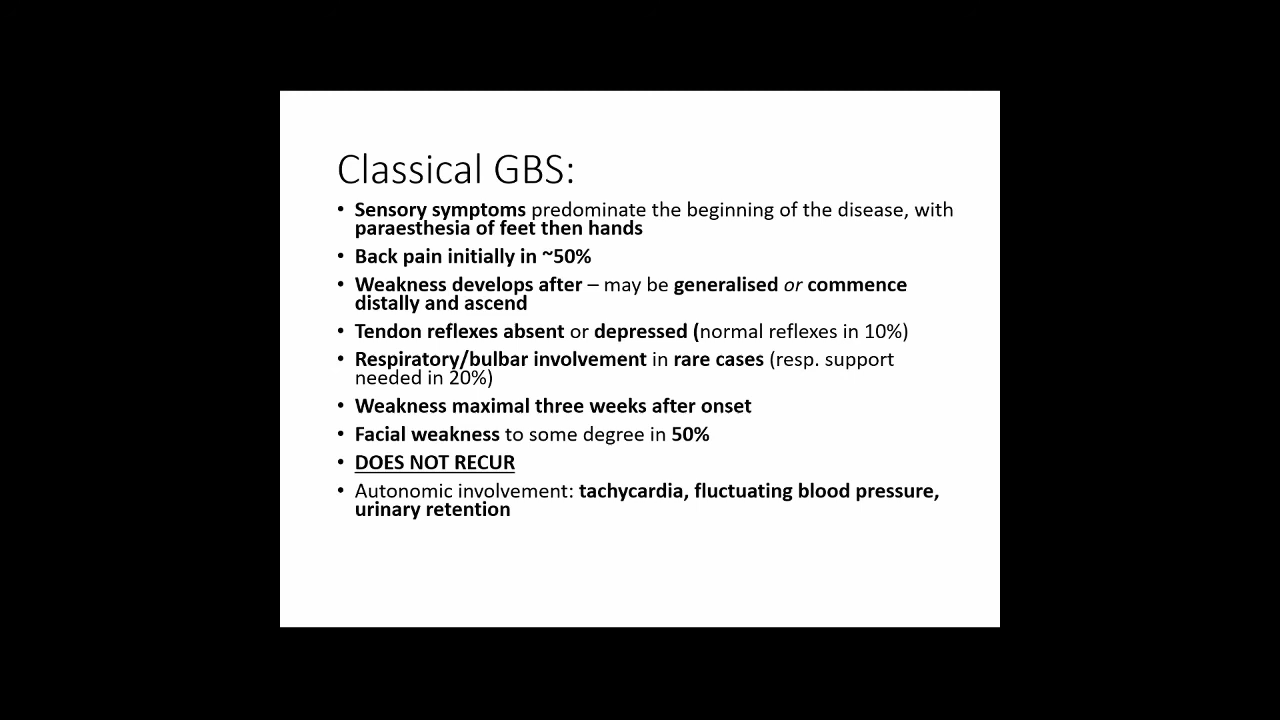 Classical GBS:
• Sensory symptoms predominate the beginning of the disease, with
paraesthesia of feet then hands
• Back pain initially in ~50%
• Weakness develops after – may be generalised or commence
distally and ascend
• Tendon reflexes absent or depressed (normal reflexes in 10%)
• Respiratory/bulbar involvement in rare cases (resp. support
needed in 20%)
• Weakness maximal three weeks after onset
• Facial weakness to some degree in 50%
• DOES NOT RECUR
• Autonomic involvement: tachycardia, fluctuating blood pressure,
urinary retention